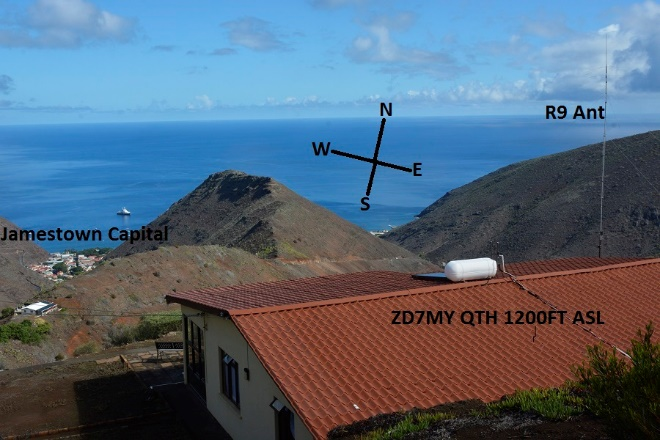 R9 Ant
N
W
E
S
Jamestown Capital
ZD7MY QTH 1200FT ASL